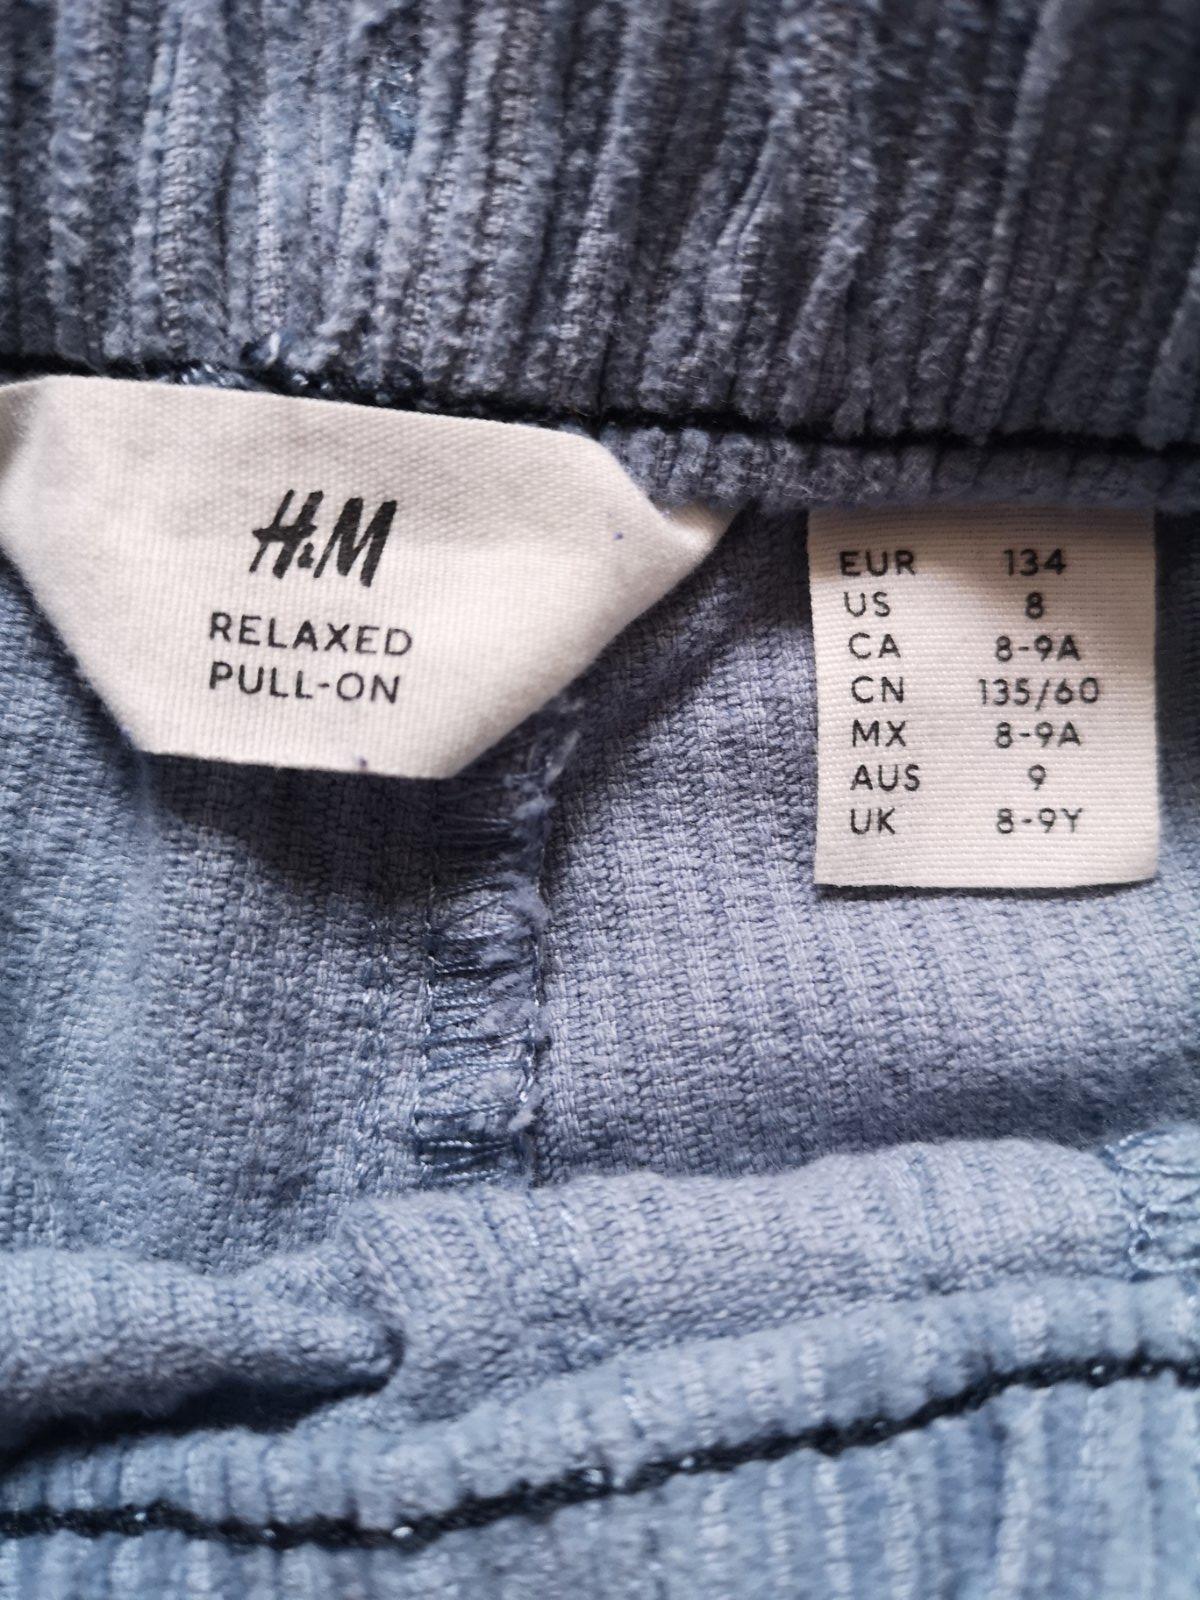 H&M
RELAXED
PULL-ON
EUR 134
US 8
CA 8-9A
CN 135/60
MX 8-9A
AUS 9
UK 8-9Y